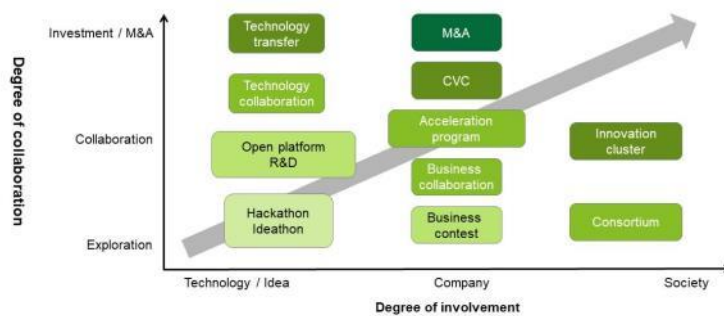 Degree of collaboration
Investment / M&A
Collaboration
Exploration
Technology
transfer
Technology
collaboration
Open platform
R&D
Hackathon
Ideathon
M&A
CVC
Acceleration
program
Business
collaboration
Business
contest
Innovation
cluster
Consortium
Technology / Idea
Company
Society
Degree of involvement